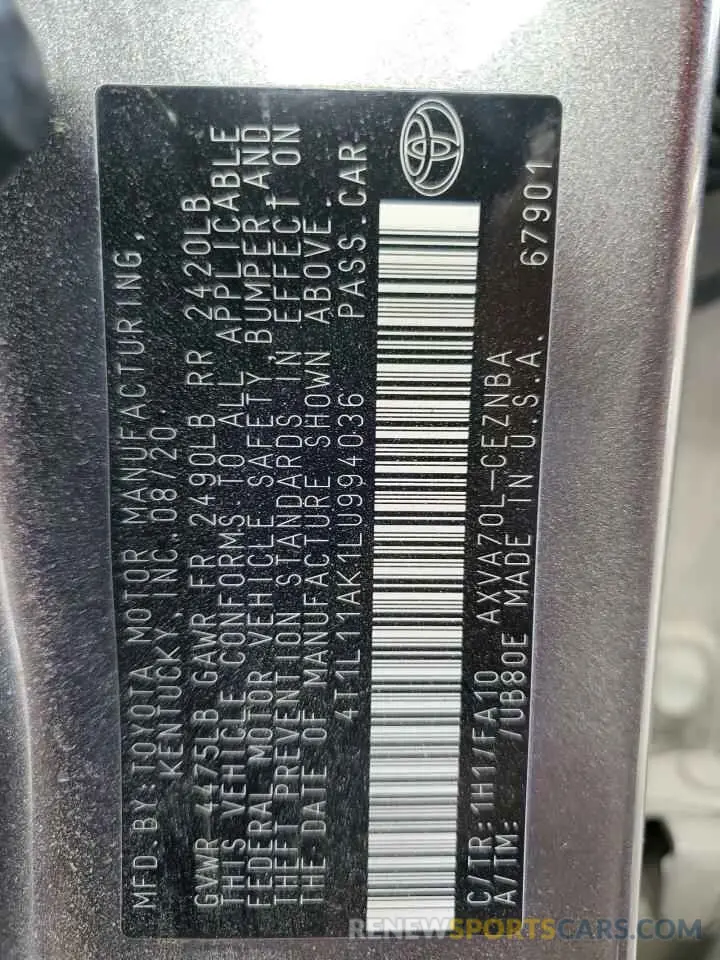 MFD.BY:TOYOTA MOTOR MANUFACTURING,
KENTUCKY,INC.08/20
GVWR 4475LB GAWR FR 2490LB RR 2420LB
THIS VEHICLE CONFORMS TO ALL APPLICABLE
FEDERAL MOTOR VEHICLE SAFETY,BUMPER,AND
THEFT PREVENTION STANDARDS IN EFFECT ON
THE DATE OF MANUFACTURE SHOWN ABOVE.
4T1L11AK1LU994036 PASS.CAR
C/TR:1H1/FA10 AXVA70L-CEZNBA
A/TM: /UB80E MADE IN U.S.A. 67901
RENEWSPORTSCARS.COM